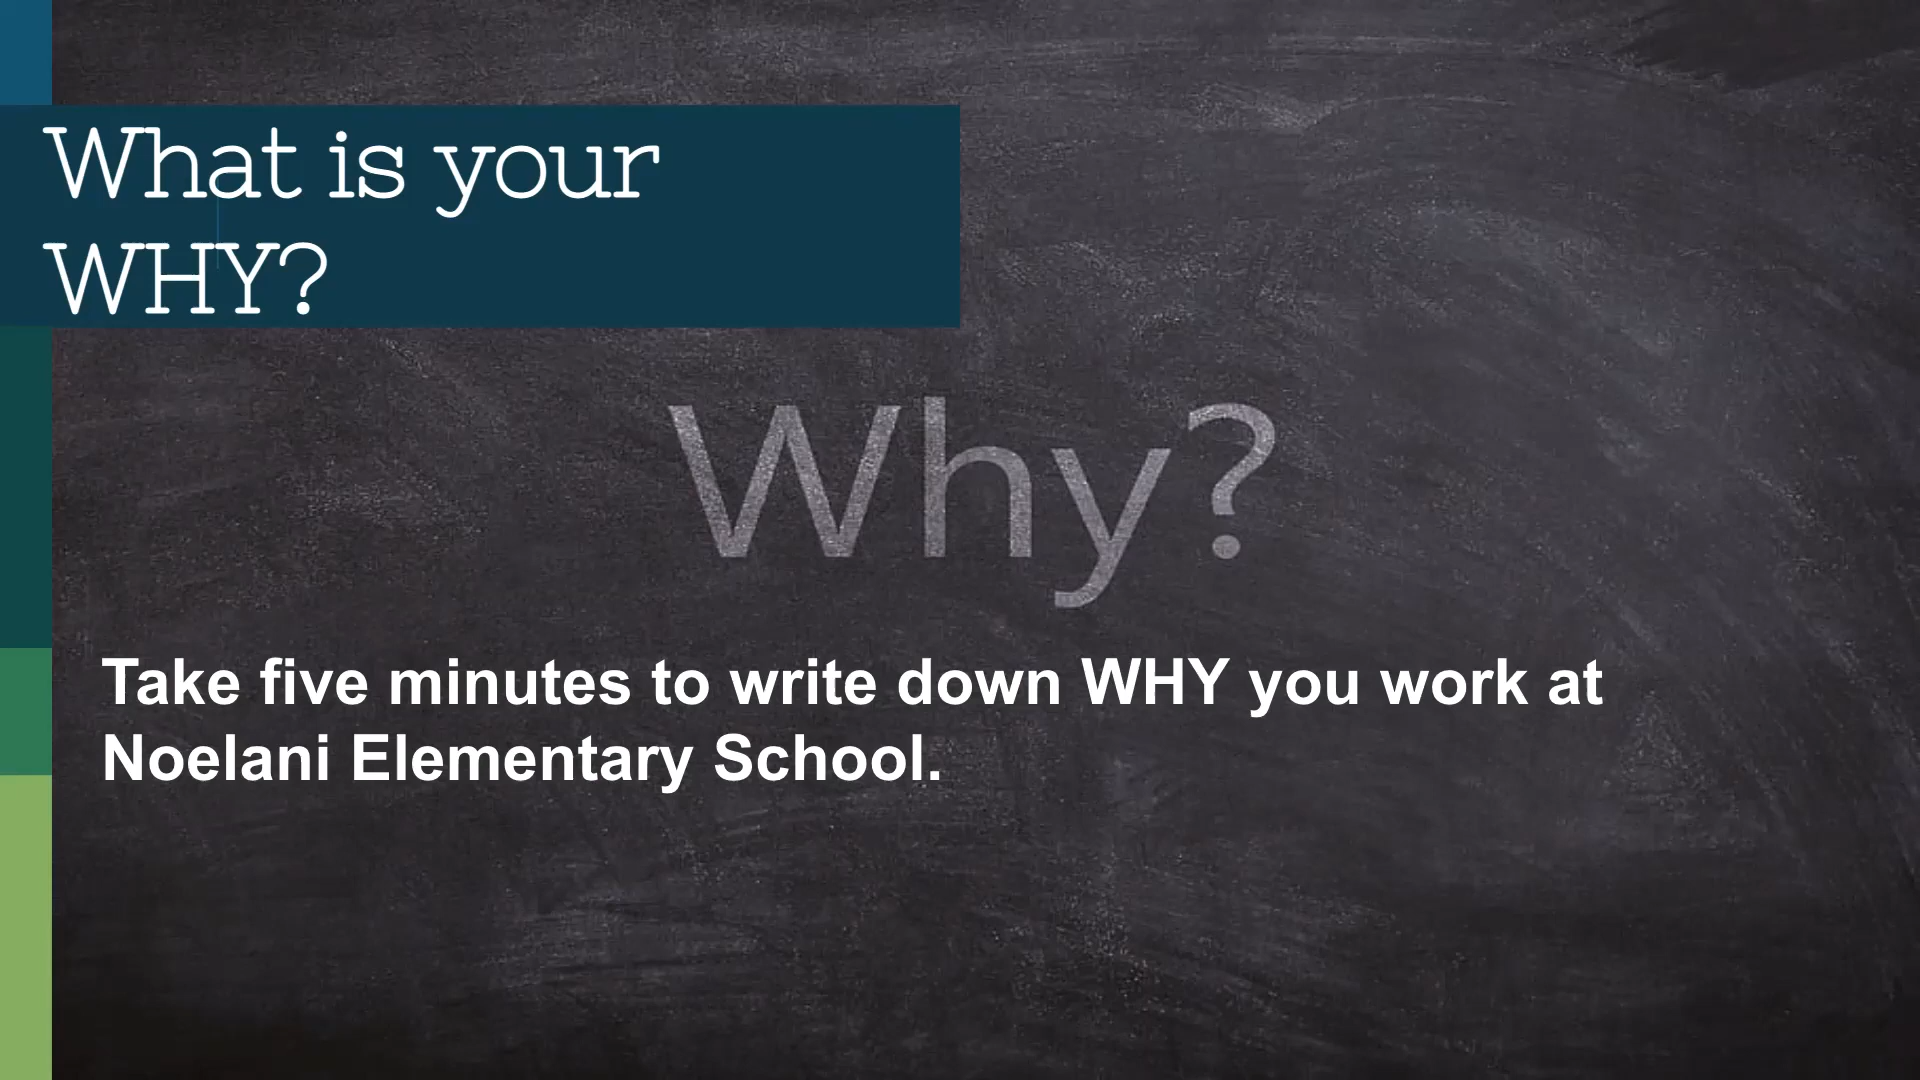 What is your
WHY?
Why?
Take five minutes to write down WHY you work at
Noelani Elementary School.